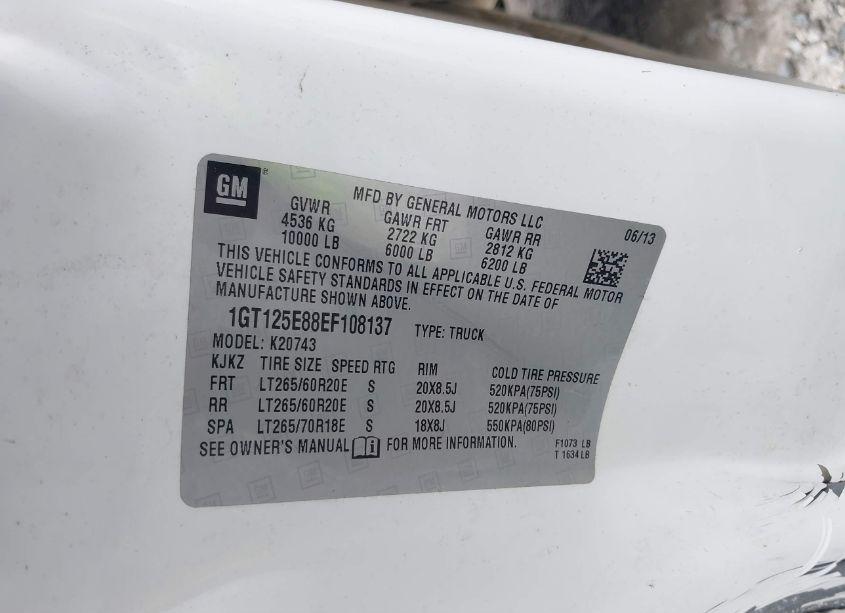 GM®
MFD BY GENERAL MOTORS LLC
06/13
GVWR GAWR FRT GAWR RR
4536 KG 2722 KG 2812 KG
10000 LB 6000 LB 6200 LB
THIS VEHICLE CONFORMS TO ALL APPLICABLE U.S. FEDERAL MOTOR
VEHICLE SAFETY STANDARDS IN EFFECT ON THE DATE OF
MANUFACTURE SHOWN ABOVE.
1GT125E88EF108137 TYPE: TRUCK
MODEL: K20743
KJKZ TIRE SIZE SPEED RTG RIM COLD TIRE PRESSURE
FRT LT265/60R20E S 20X8.5J 520KPA(75PSI)
RR LT265/60R20E S 20X8.5J 520KPA(75PSI)
SPA LT265/70R18E S 18X8J 550KPA(80PSI)
SEE OWNER'S MANUAL FOR MORE INFORMATION.
F1073 LB
T 1634 LB